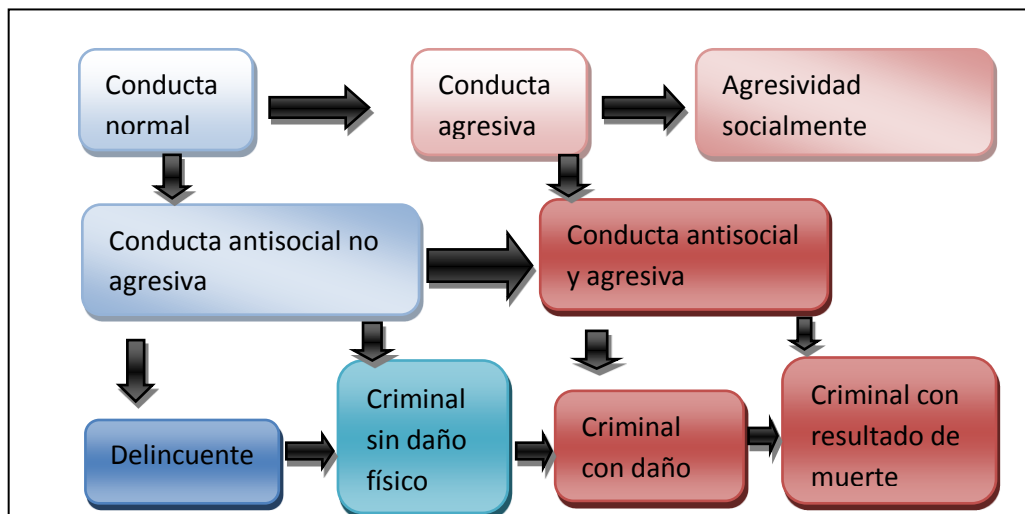 Conducta
normal
Conducta
agresiva
Agresividad
socialmente
Conducta antisocial no
agresiva
Conducta antisocial
y agresiva
Delincuente
Criminal
sin daño
físico
Criminal
con daño
Criminal con
resultado de
muerte